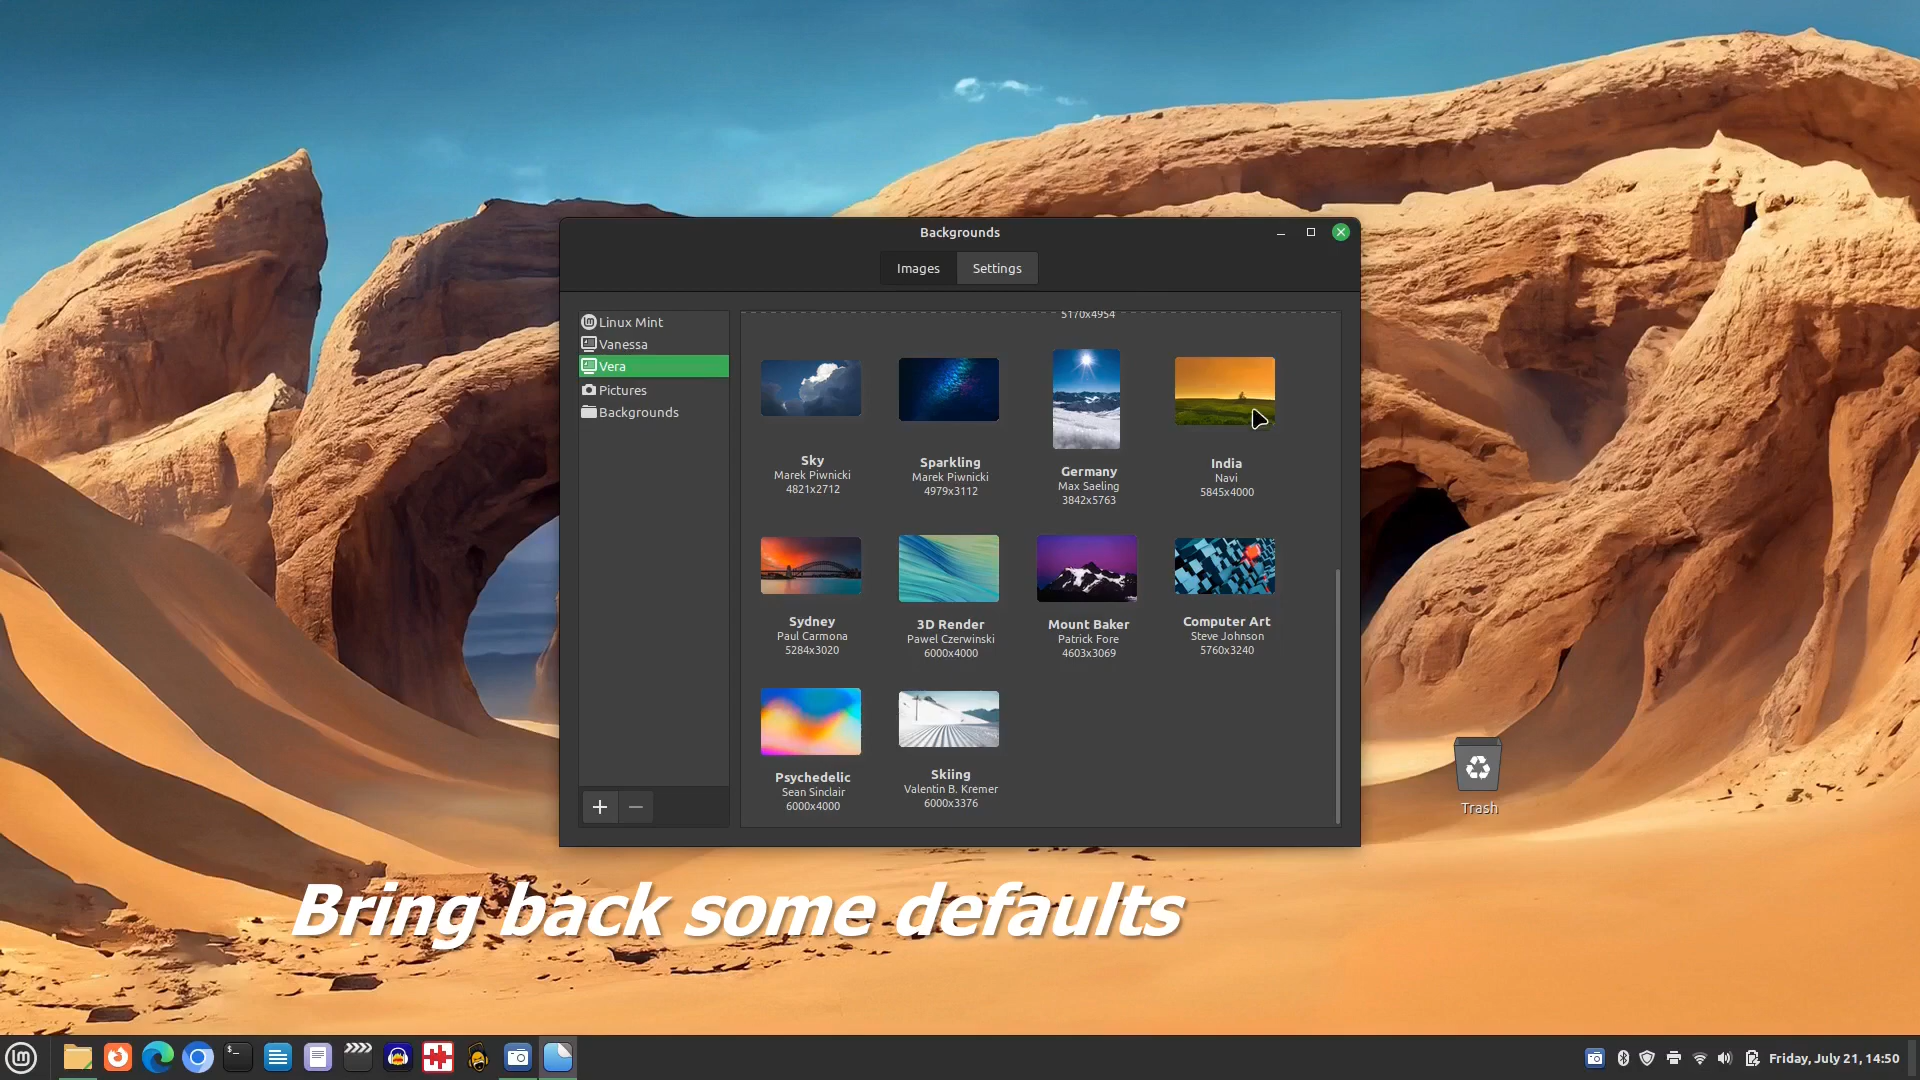 Backgrounds
Images
Settings
Linux Mint
Vanessa
Vera
Pictures
Backgrounds
5170x4954
Sky
Marek Piwnicki
4821x2712
Sparkling
Marek Piwnicki
4979x3112
Germany
Max Saeling
3842x5763
India
Navi
5845x4000
Sydney
Paul Carmona
5284x3020
3D Render
Pawel Czerwinski
6000x4000
Mount Baker
Patrick Fore
4603x3069
Computer Art
Steve Johnson
5760x3240
Psychedelic
Sean Sinclair
6000x4000
Skiing
Valentin B. Kremer
6000x3376
Trash
Bring back some defaults
Friday, July 21, 14:50